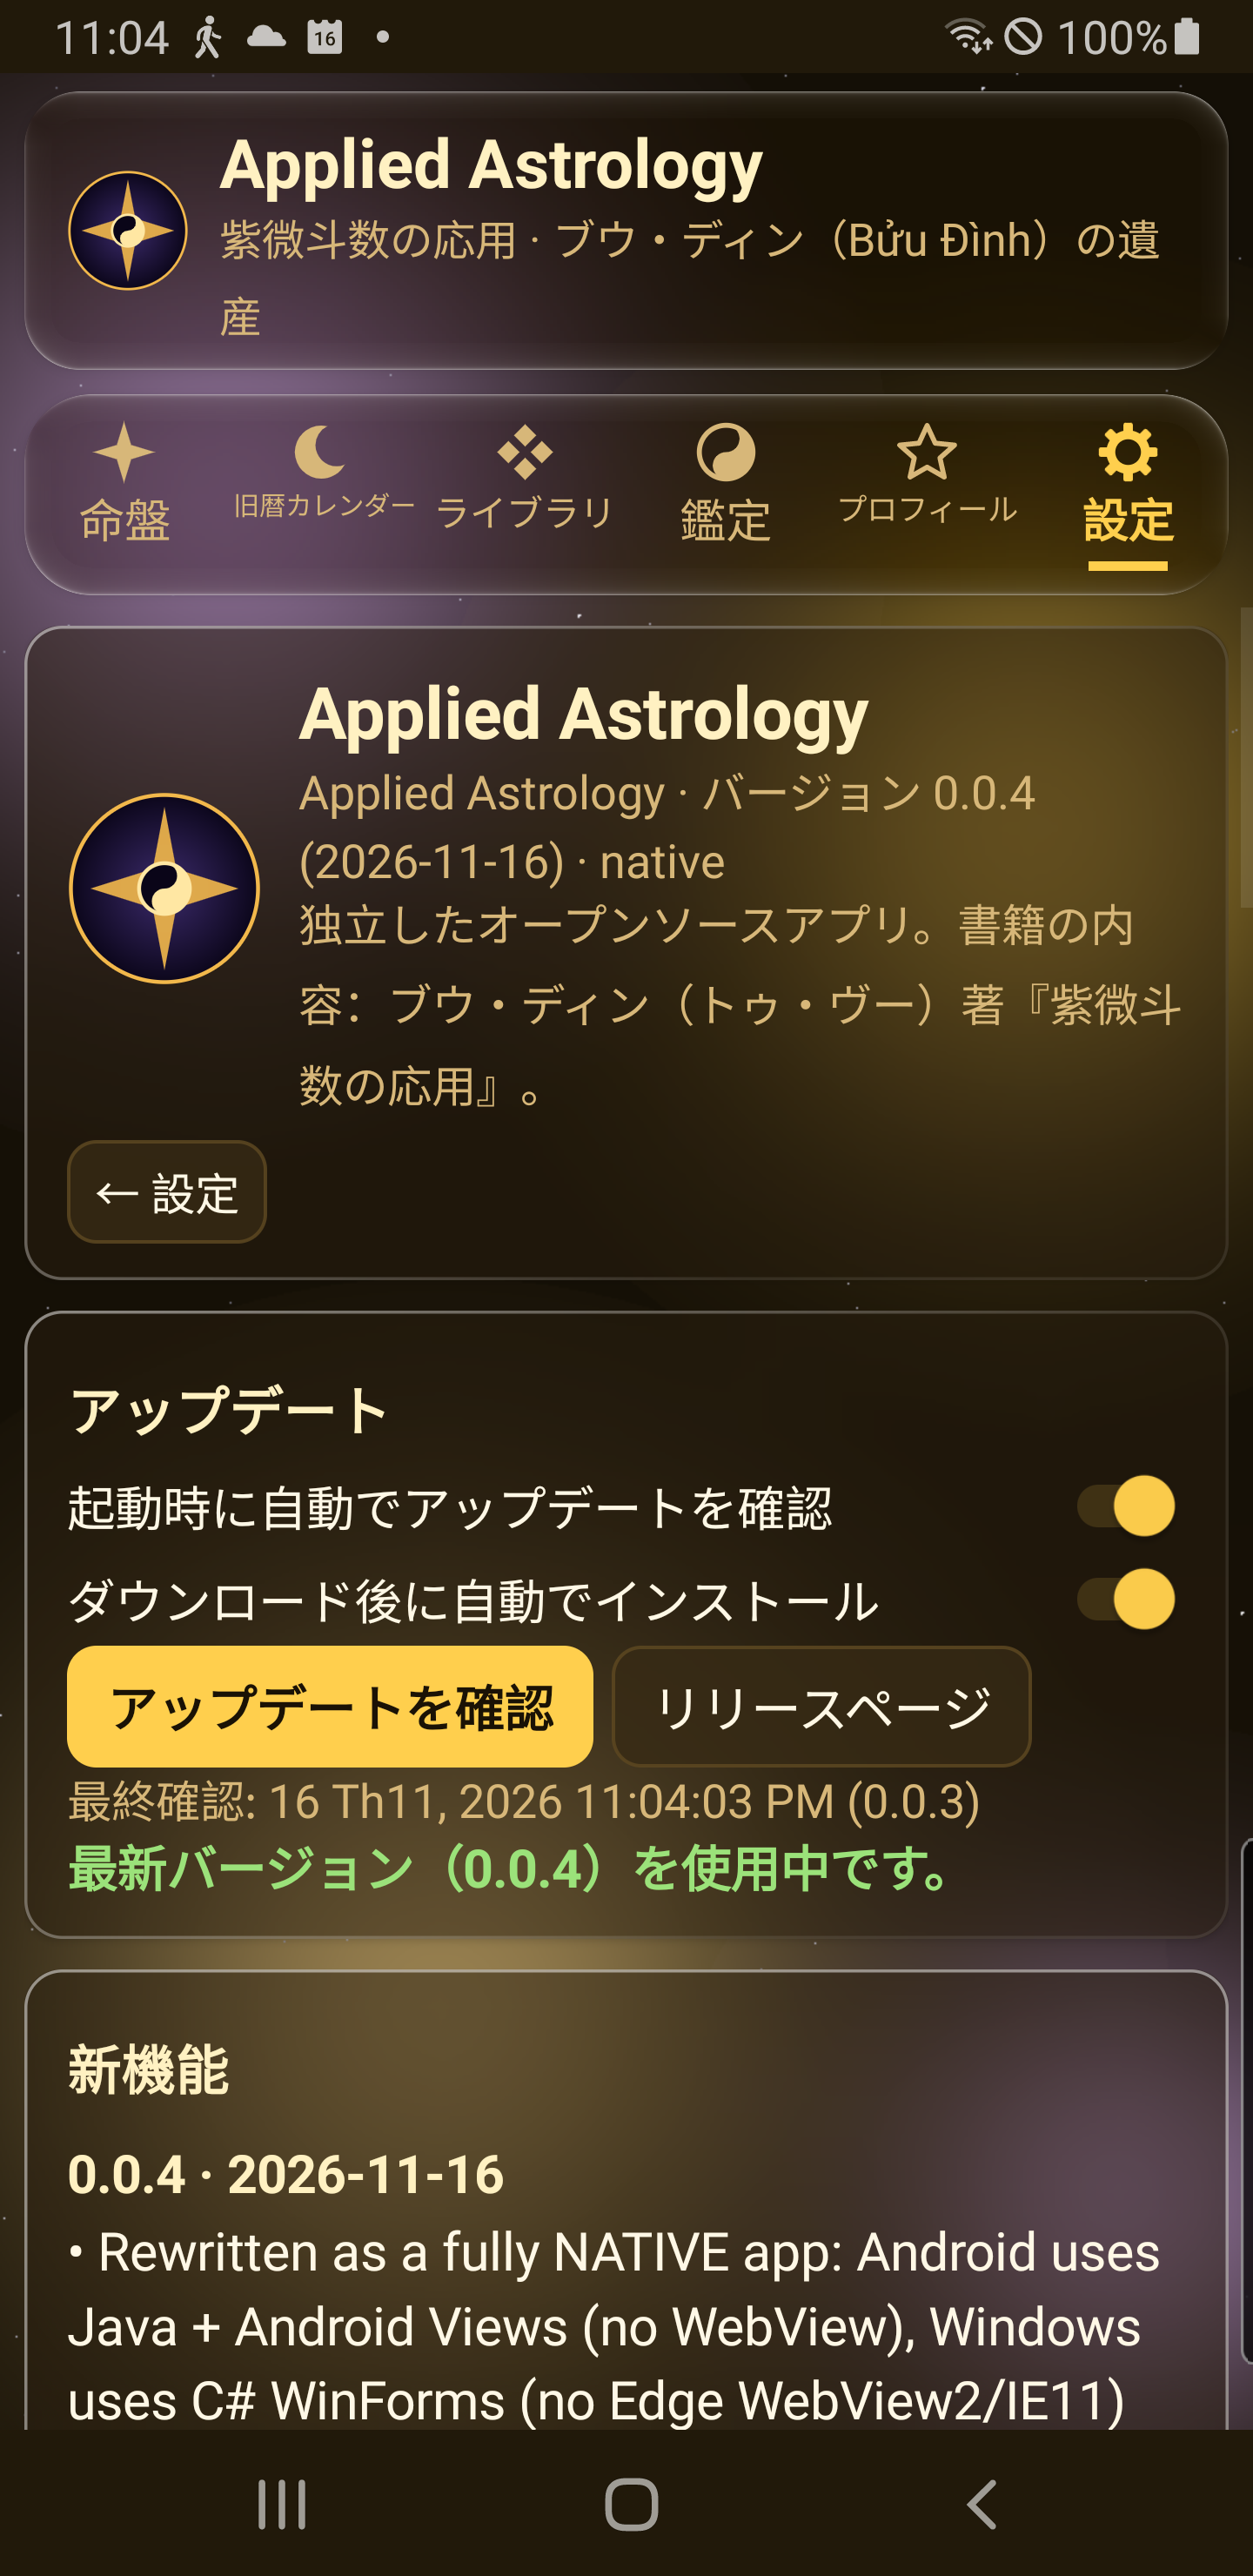 11:04
16
100%
Applied Astrology
紫微斗数の応用 · ブウ・ディン（Bửu Đình）の遺
産
命盤
旧暦カレンダー
ライブラリ
鑑定
プロフィール
設定
Applied Astrology
Applied Astrology · バージョン 0.0.4
(2026-11-16) · native
独立したオープンソースアプリ。書籍の内
容：ブウ・ディン（トゥ・ヴー）著『紫微斗
数の応用』。
← 設定
アップデート
起動時に自動でアップデートを確認
ダウンロード後に自動でインストール
アップデートを確認
リリースページ
最終確認: 16 Th11, 2026 11:04:03 PM (0.0.3)
最新バージョン（0.0.4）を使用中です。
新機能
0.0.4 · 2026-11-16
• Rewritten as a fully NATIVE app: Android uses
Java + Android Views (no WebView), Windows
uses C# WinForms (no Edge WebView2/IE11)